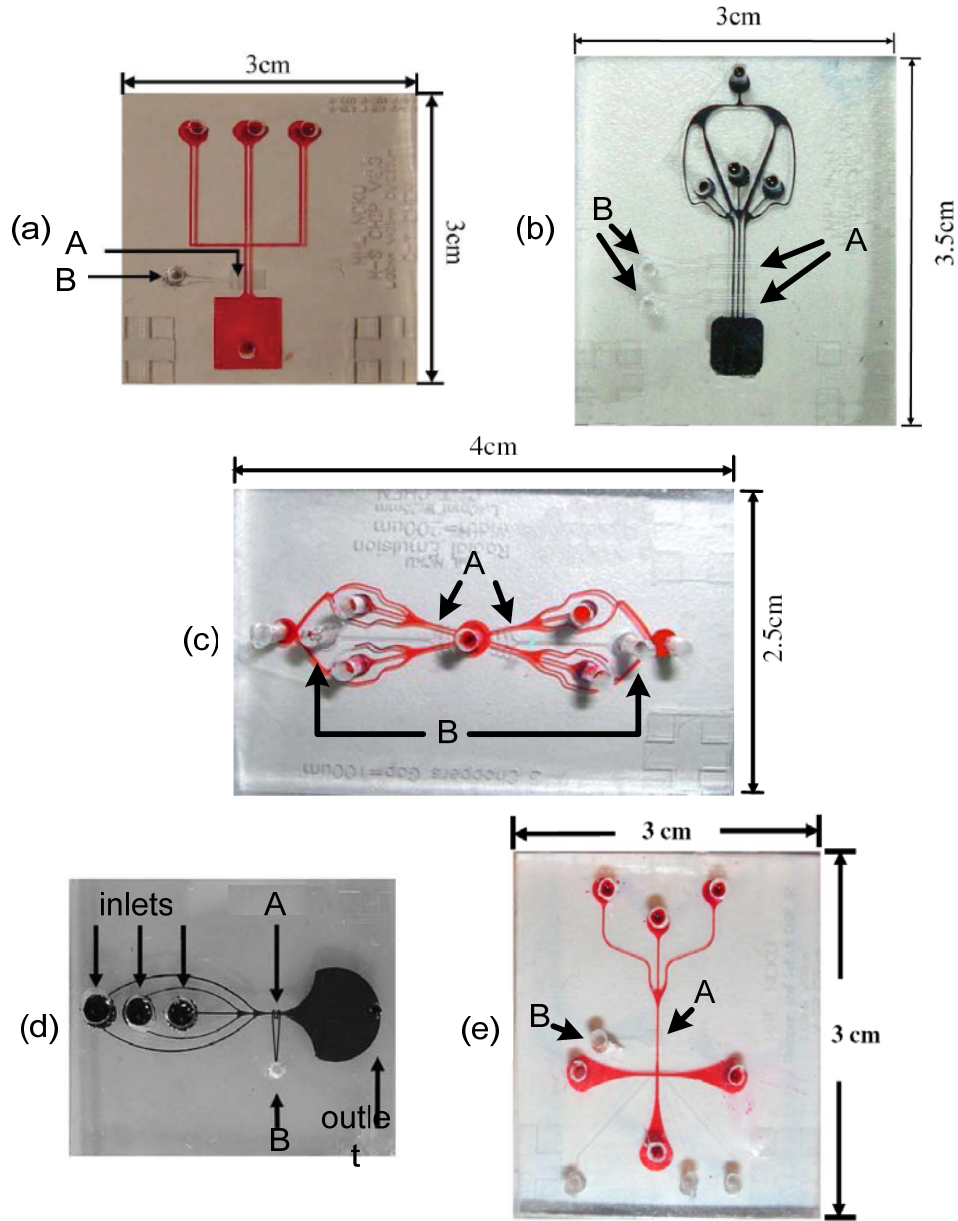 3cm
3cm
(a)
A
B
3cm
3.5cm
(b)
B
A
4cm
2.5cm
(c)
A
B
inlets
A
(d)
B
outle
t
3 cm
3 cm
(e)
A
B